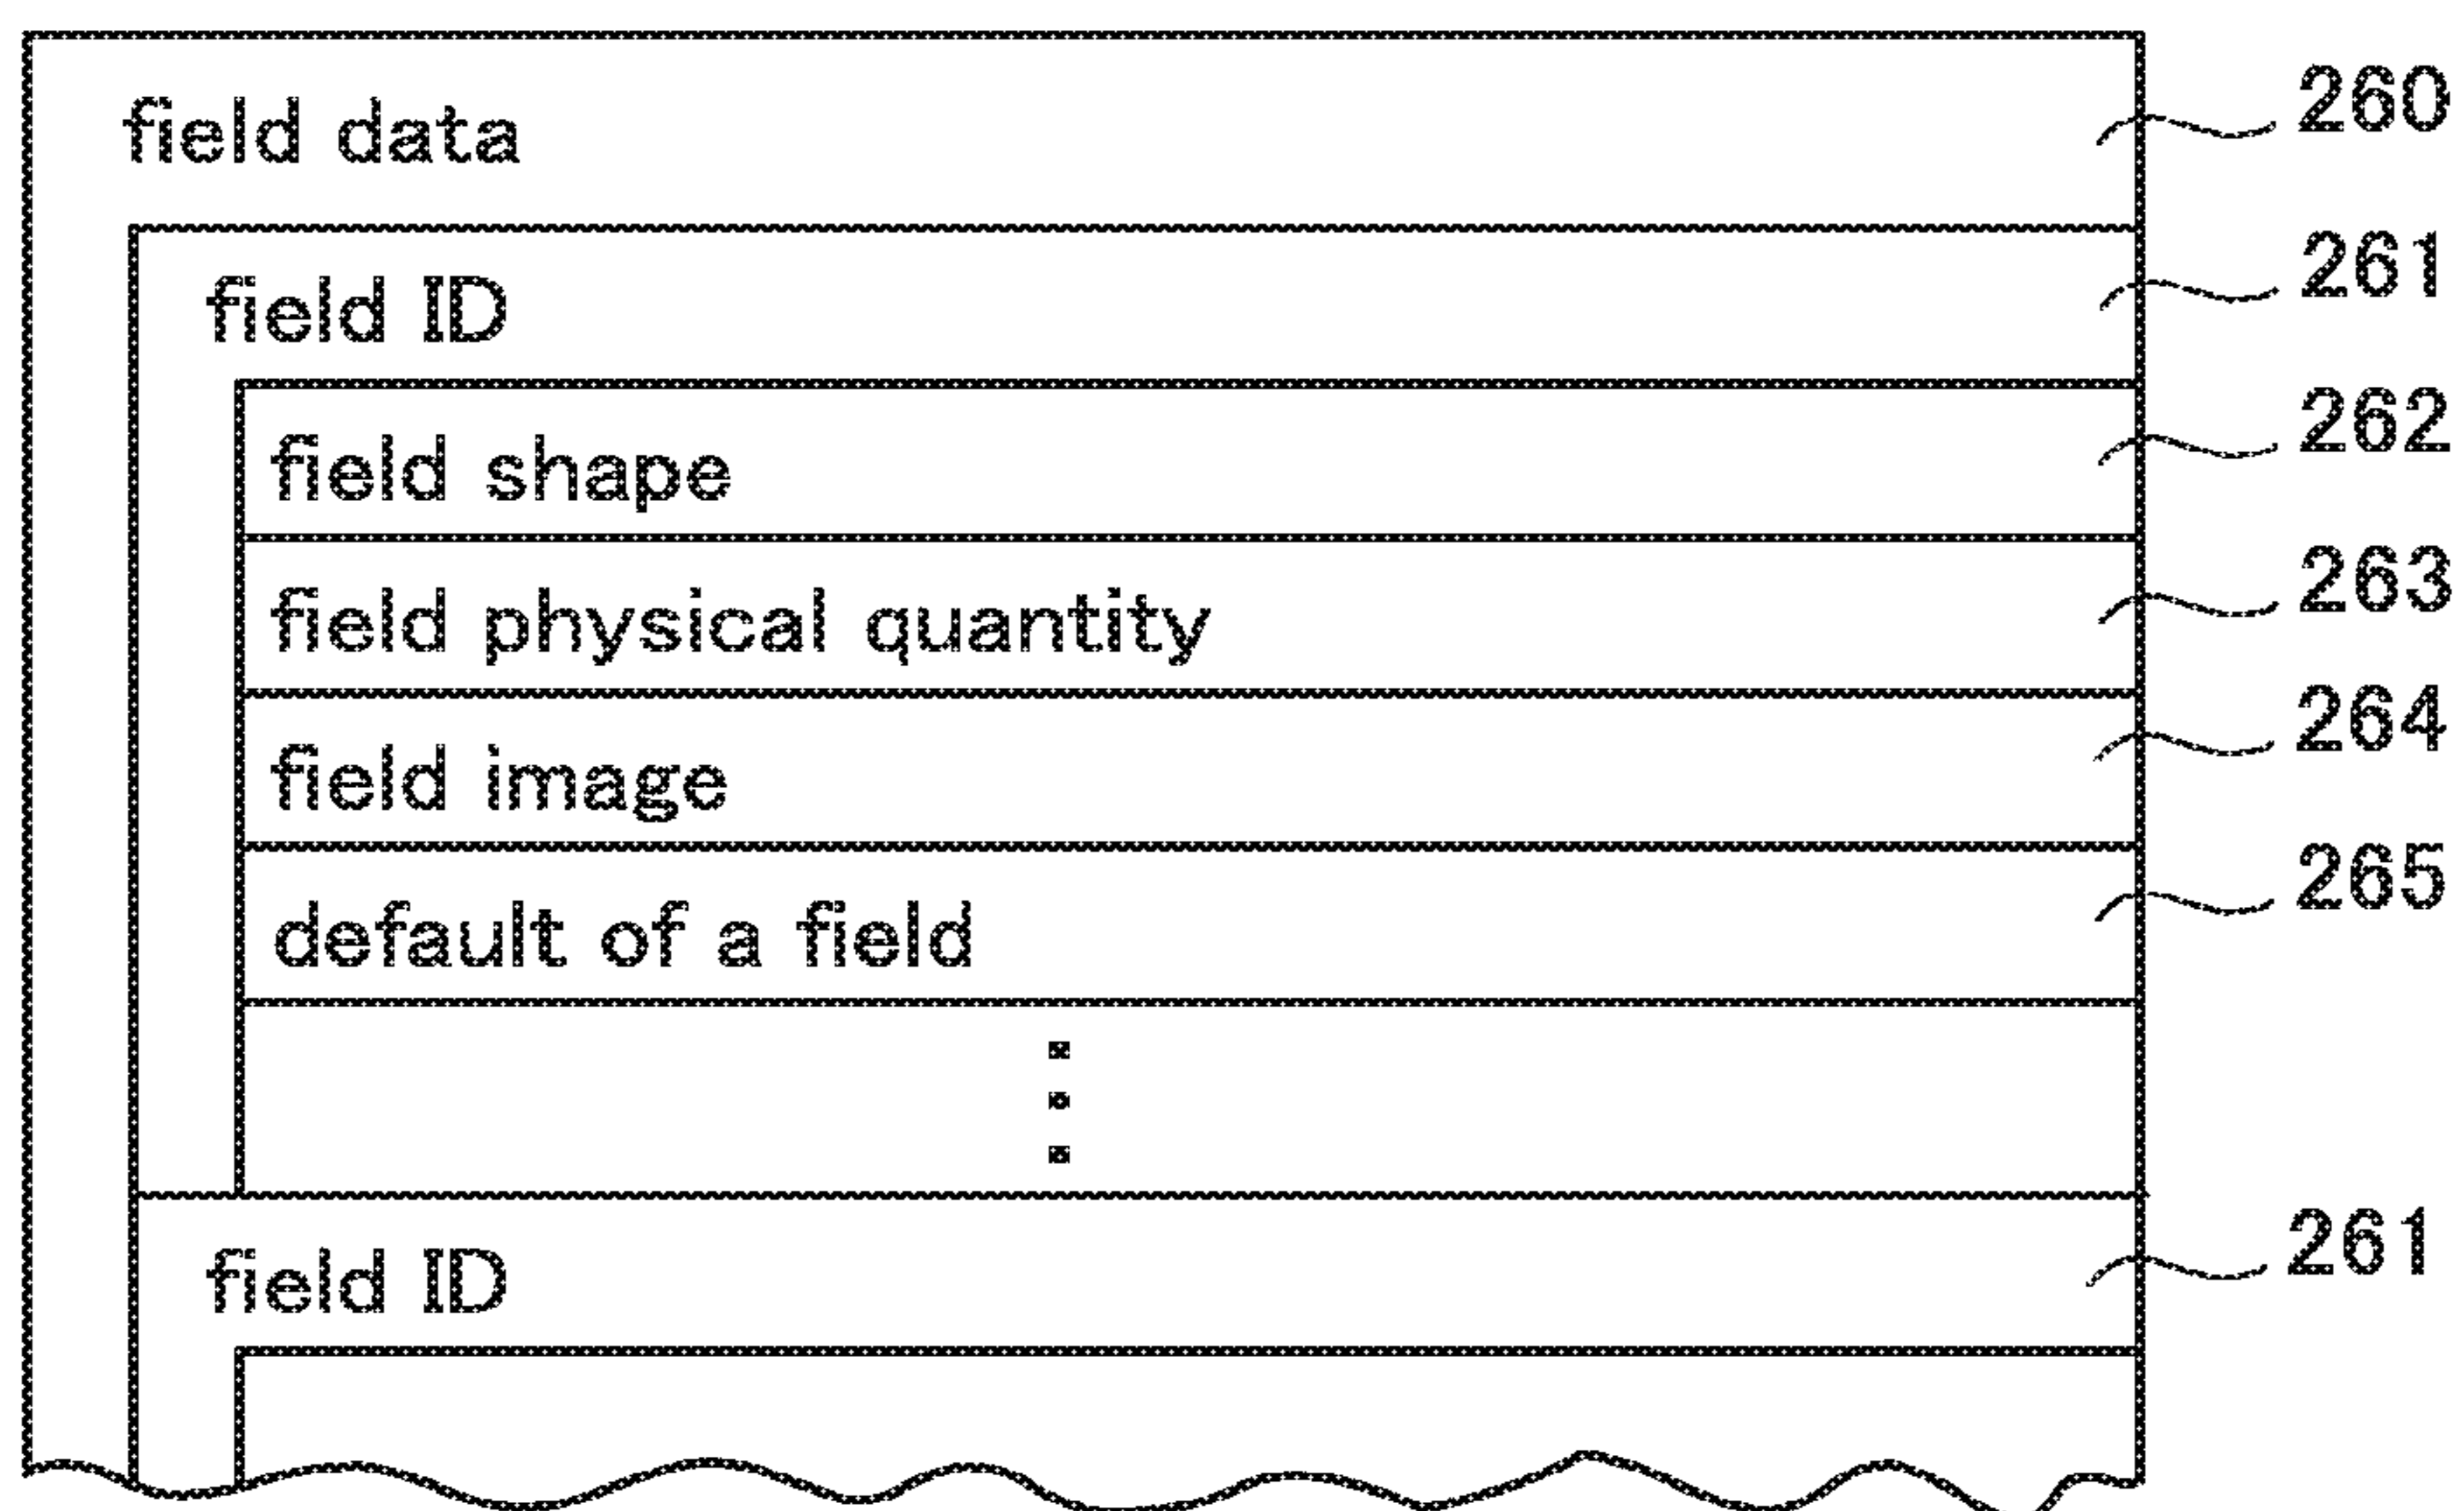 field data 260
field ID 261
field shape 262
field physical quantity 263
field image 264
default of a field 265
field ID 261